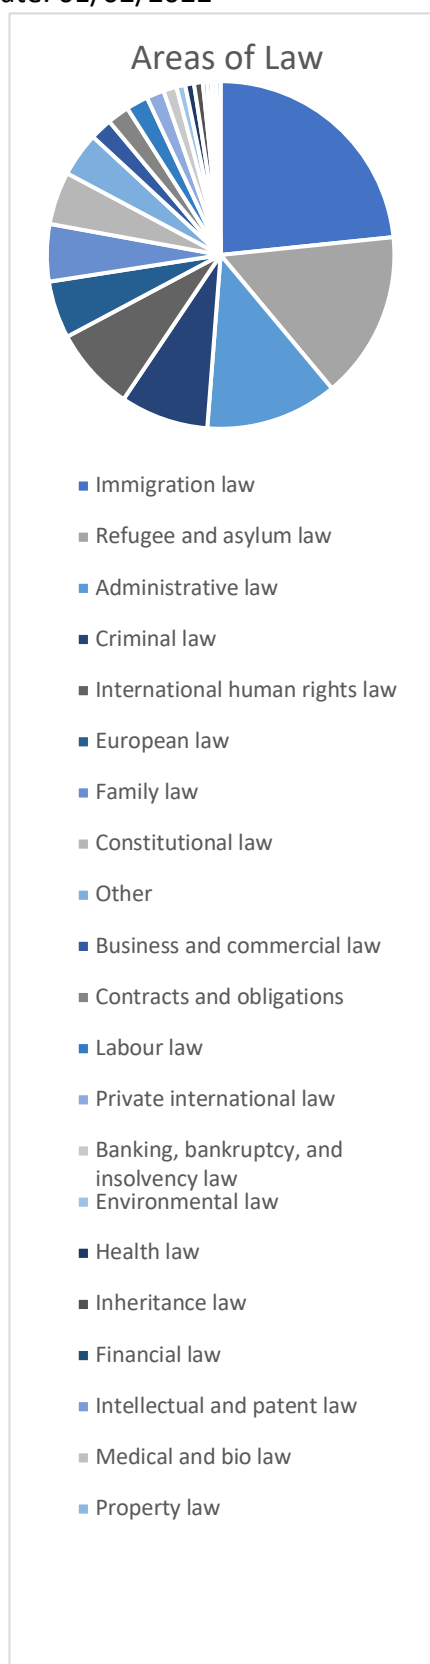 Areas of Law
Immigration law
Refugee and asylum law
Administrative law
Criminal law
International human rights law
European law
Family law
Constitutional law
Other
Business and commercial law
Contracts and obligations
Labour law
Private international law
Banking, bankruptcy, and
insolvency law
Environmental law
Health law
Inheritance law
Financial law
Intellectual and patent law
Medical and bio law
Property law